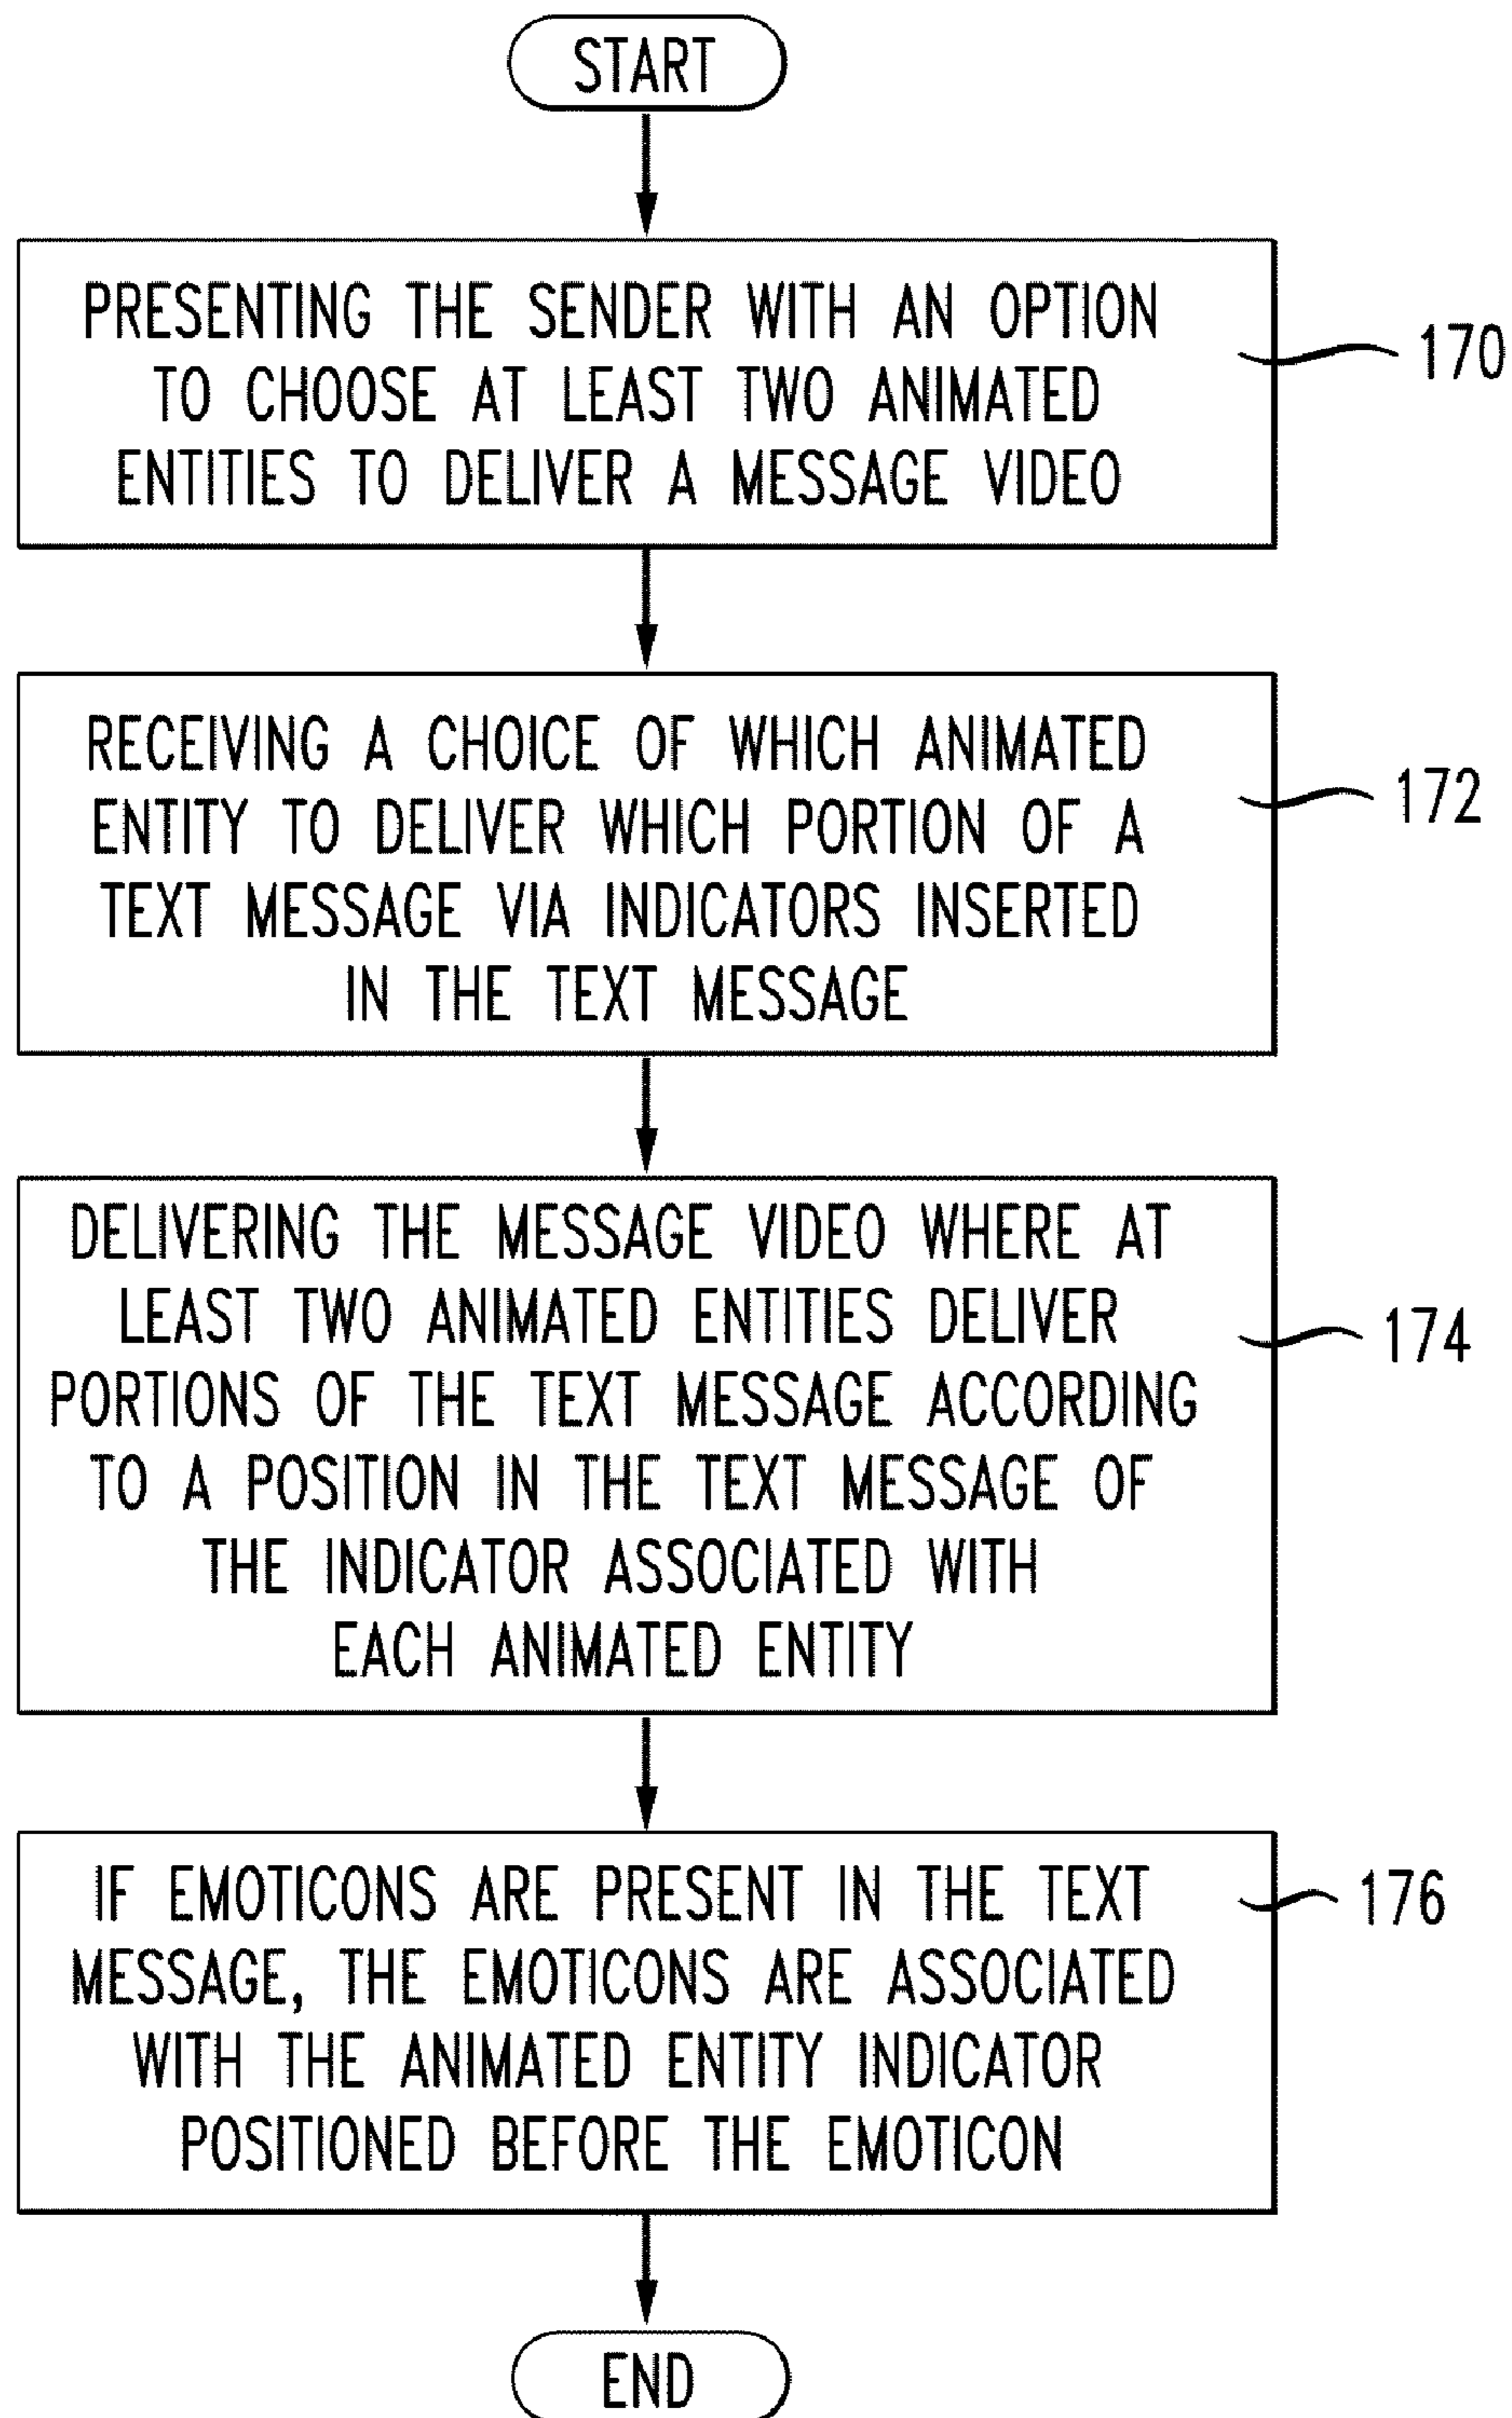 START
PRESENTING THE SENDER WITH AN OPTION
TO CHOOSE AT LEAST TWO ANIMATED
ENTITIES TO DELIVER A MESSAGE VIDEO
170
RECEIVING A CHOICE OF WHICH ANIMATED
ENTITY TO DELIVER WHICH PORTION OF A
TEXT MESSAGE VIA INDICATORS INSERTED
IN THE TEXT MESSAGE
172
DELIVERING THE MESSAGE VIDEO WHERE AT
LEAST TWO ANIMATED ENTITIES DELIVER
PORTIONS OF THE TEXT MESSAGE ACCORDING
TO A POSITION IN THE TEXT MESSAGE OF
THE INDICATOR ASSOCIATED WITH
EACH ANIMATED ENTITY
174
IF EMOTICONS ARE PRESENT IN THE TEXT
MESSAGE, THE EMOTICONS ARE ASSOCIATED
WITH THE ANIMATED ENTITY INDICATOR
POSITIONED BEFORE THE EMOTICON
176
END